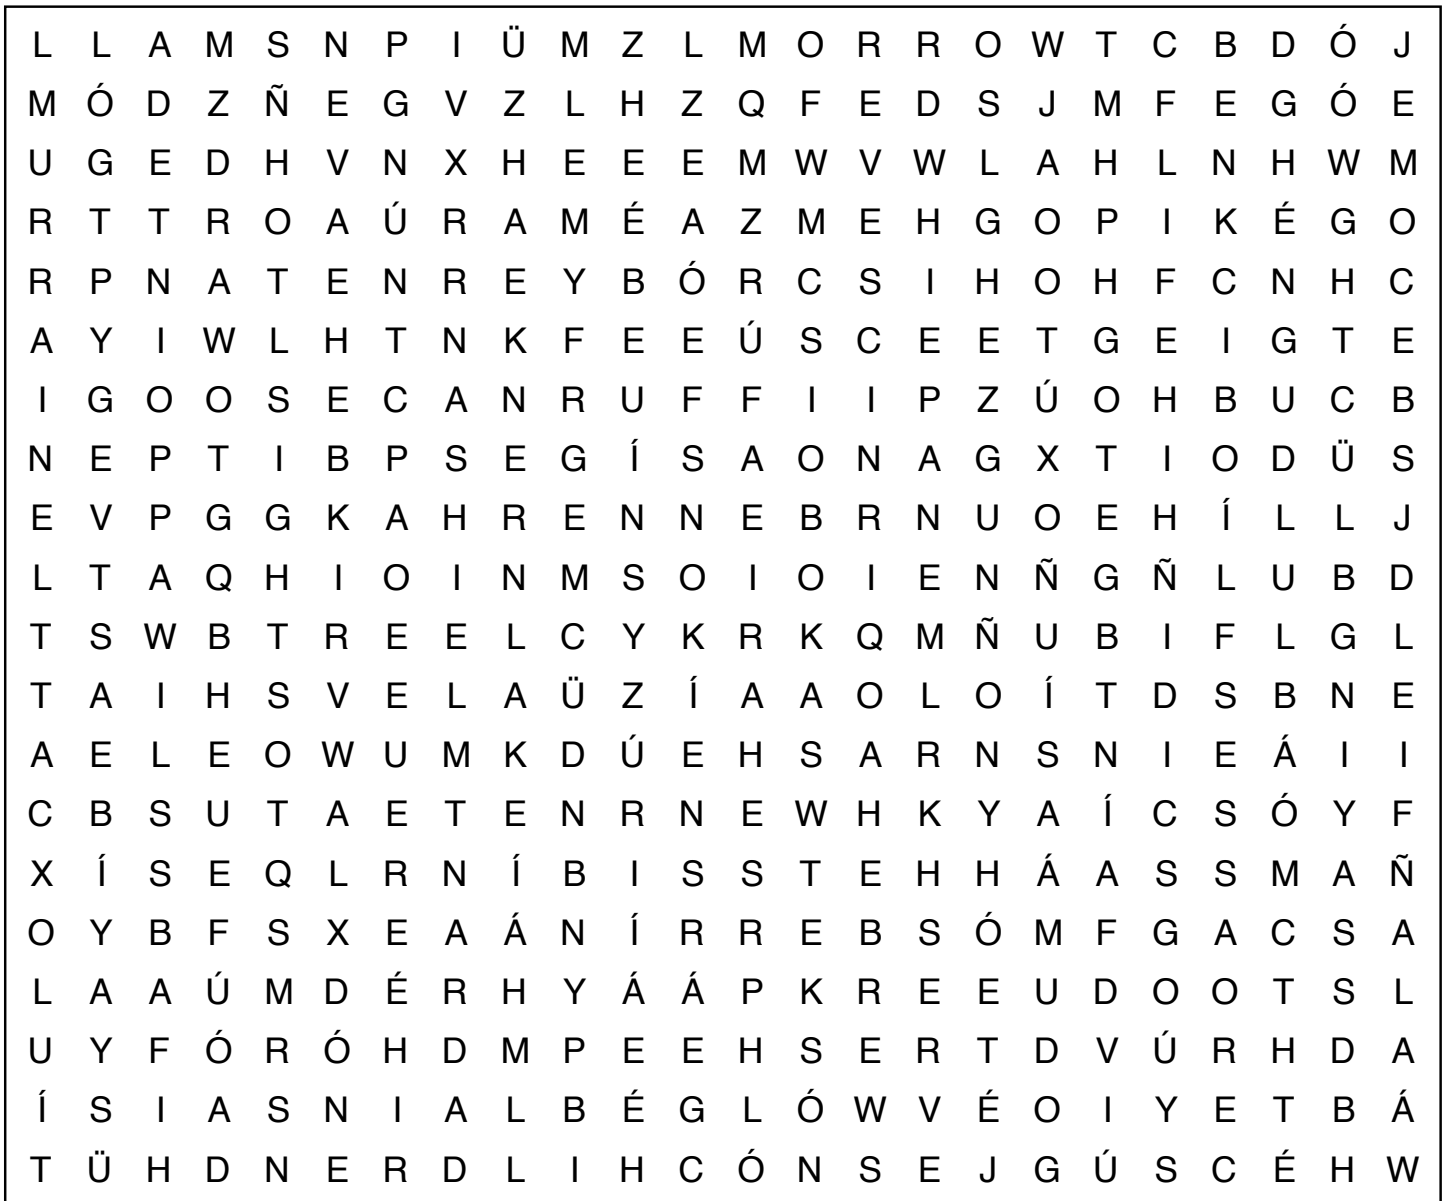 L L A M S N P I Ü M Z L M O R R O W T C B D Ó J
M Ó D Z Ñ E G V Z L H Z Q F E D S J M F E G Ó E
U G E D H V N X H E E E M W V W L A H L N H W M
R T T R O A Ú R A M É A Z M E H G O P I K É G O
R P N A T E N R E Y B Ó R C S I H O H F C N H C
A Y I W L H T N K F E E Ú S C E E T G E I G T E
I G O O S E C A N R U F F I I P Z Ú O H B U C B
N E P T I B P S E G Í S A O N A G X T I O D Ü S
E V P G G K A H R E N N E B R N U O E H Í L L J
L T A Q H I O I N M S O I O I E N Ñ G Ñ L U B D
T S W B T R E E L C Y K R K Q M Ñ U B I F L G L
T A I H S V E L A Ü Z Í A A O L O Í T D S B N E
A E L E O W U M K D Ú E H S A R N S N I E Á I I
C B S U T A E T E N R N E W H K Y A Í C S Ó Y F
X Í S E Q L R N Í B I S S T E H H Á A S S M A Ñ
O Y B F S X E A Á N Í R R E B S Ó M F G A C S A
L A A Ú M D É R H Y Á Á P K R E E U D O O T S L
U Y F Ó R Ó H D M P E E H S E R T D V Ú R H D A
Í S I A S N I A L B É G L Ó W V É O I Y E T B Á
T Ü H D N E R D L I H C Ó N S E J G Ú S C É H W